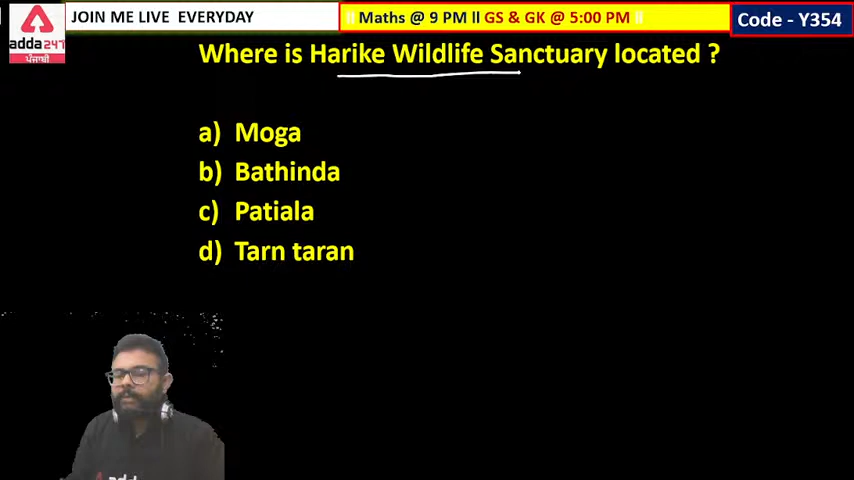 JOIN ME LIVE EVERYDAY
|| Maths @ 9 PM || GS & GK @ 5:00 PM ||
Code - Y354
adda247
ਪੰਜਾਬੀ
Where is Harike Wildlife Sanctuary located ?
a) Moga
b) Bathinda
c) Patiala
d) Tarn taran